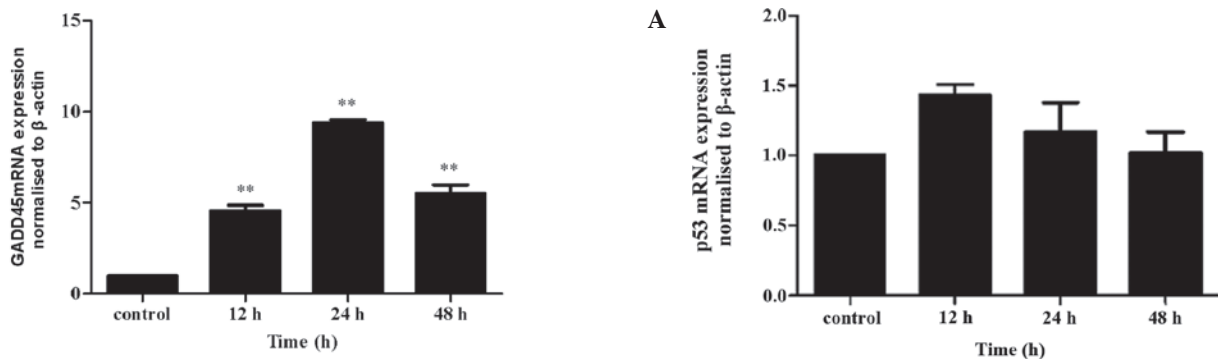 GADD45mRNA expression
normalised to β -actin
15
10
5
0
**
**
**
control 12 h 24 h 48 h
Time (h)
A
p53 mRNA expression
normalised to β-actin
2.0
1.5
1.0
0.5
0.0
control 12 h 24 h 48 h
Time (h)